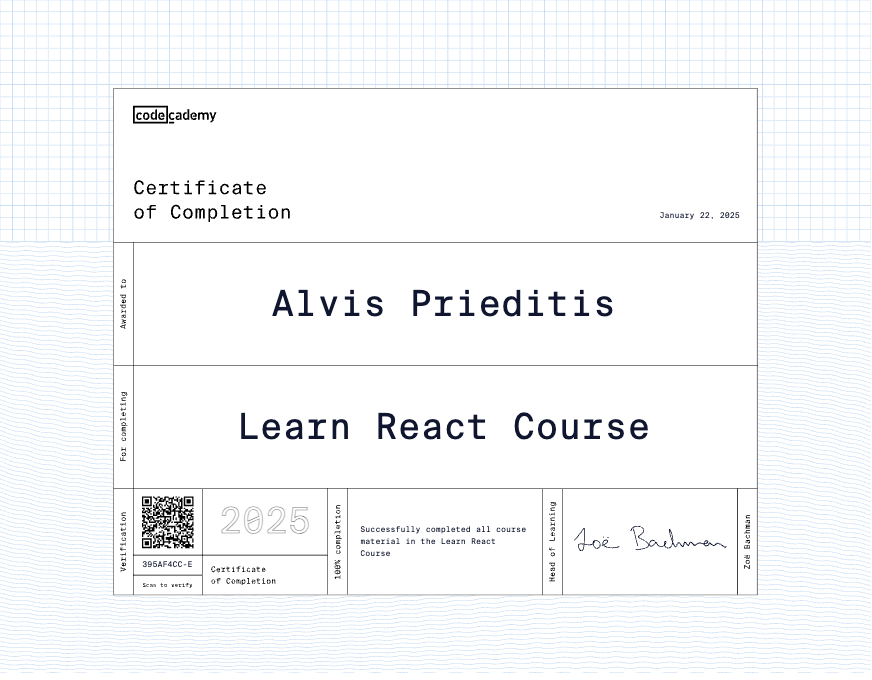 codecademy
Certificate
of Completion
January 22, 2025
Awarded to
Alvis Prieditis
For completing
Learn React Course
Verification
395AF4CC-E
Scan to verify
2025
Certificate
of Completion
100% completion
Successfully completed all course
material in the Learn React
Course
Head of Learning
Zoë Bachman
Zoë Bachman